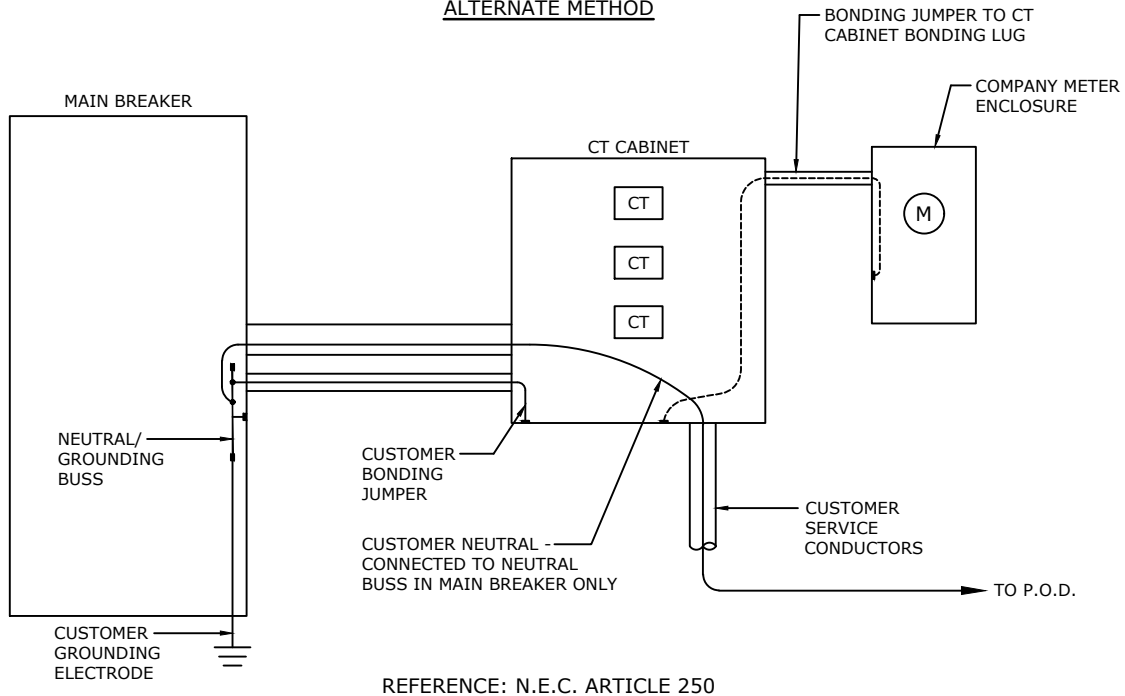 ALTERNATE METHOD
BONDING JUMPER TO CT
CABINET BONDING LUG
COMPANY METER
ENCLOSURE
MAIN BREAKER
CT CABINET
CT
CT
CT
M
NEUTRAL/
GROUNDING
BUSS
CUSTOMER
BONDING
JUMPER
CUSTOMER NEUTRAL -
CONNECTED TO NEUTRAL
BUSS IN MAIN BREAKER ONLY
CUSTOMER
SERVICE
CONDUCTORS
TO P.O.D.
CUSTOMER
GROUNDING
ELECTRODE
REFERENCE: N.E.C. ARTICLE 250